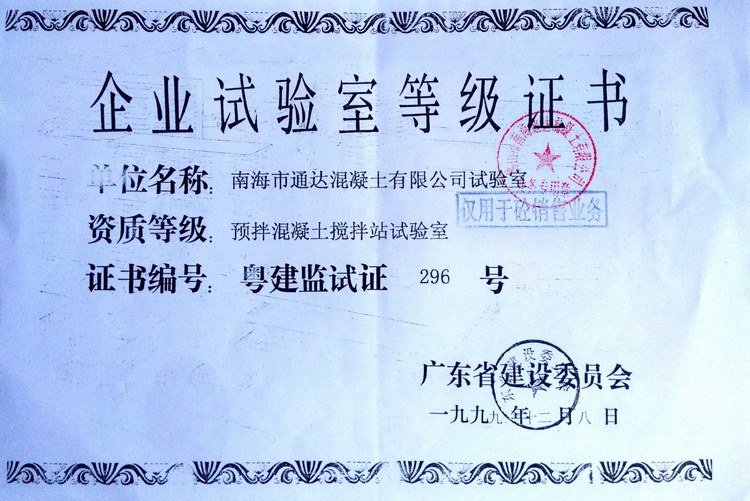 企业试验室等级证书
单位名称: 南海市通达混凝土有限公司试验室
仅用于砼销售业务
资质等级: 预拌混凝土搅拌站试验室
证书编号: 粤建监试证 296 号
广东省建设委员会
一九九九年十二月八日